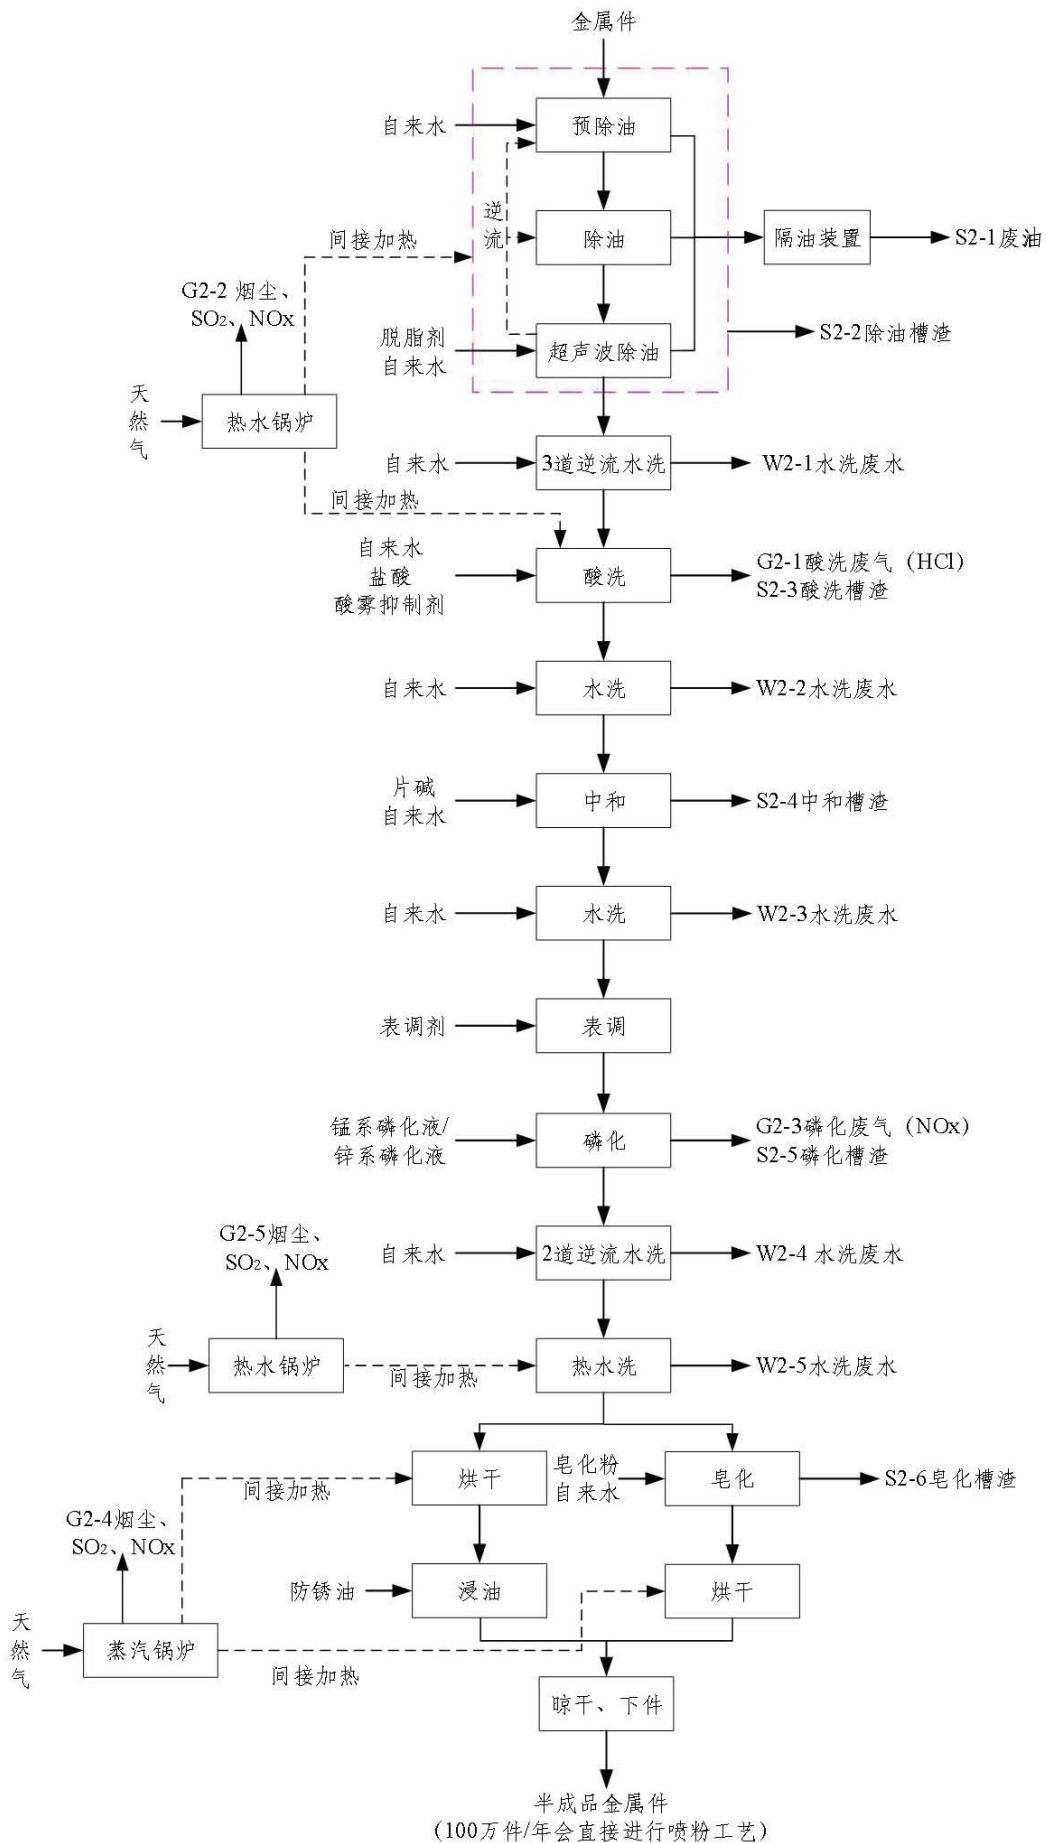 金属件
自来水
预除油
逆流
除油
隔油装置
S2-1废油
间接加热
G2-2 烟尘、
SO₂、NOx
S2-2除油槽渣
脱脂剂
自来水
超声波除油
天然气
热水锅炉
自来水
3道逆流水洗
W2-1水洗废水
间接加热
自来水
盐酸
酸雾抑制剂
酸洗
G2-1酸洗废气（HCl）
S2-3酸洗槽渣
自来水
水洗
W2-2水洗废水
片碱
自来水
中和
S2-4中和槽渣
自来水
水洗
W2-3水洗废水
表调剂
表调
锰系磷化液/
锌系磷化液
磷化
G2-3磷化废气（NOx）
S2-5磷化槽渣
G2-5烟尘、
SO₂、NOx
自来水
2道逆流水洗
W2-4 水洗废水
天然气
热水锅炉
间接加热
热水洗
W2-5水洗废水
间接加热
烘干
皂化粉
自来水
皂化
S2-6皂化槽渣
G2-4烟尘、
SO₂、NOx
防锈油
浸油
烘干
天然气
蒸汽锅炉
间接加热
晾干、下件
半成品金属件
（100万件/年会直接进行喷粉工艺）